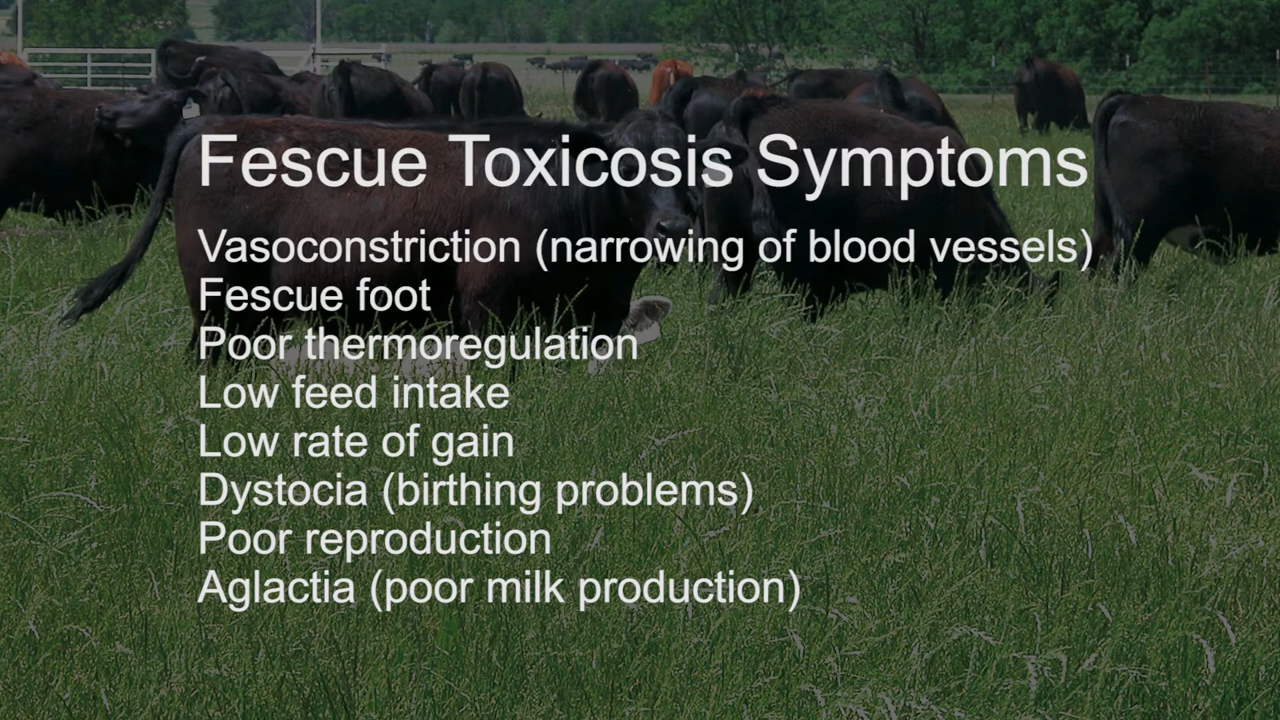 Fescue Toxicosis Symptoms
Vasoconstriction (narrowing of blood vessels)
Fescue foot
Poor thermoregulation
Low feed intake
Low rate of gain
Dystocia (birthing problems)
Poor reproduction
Aglactia (poor milk production)